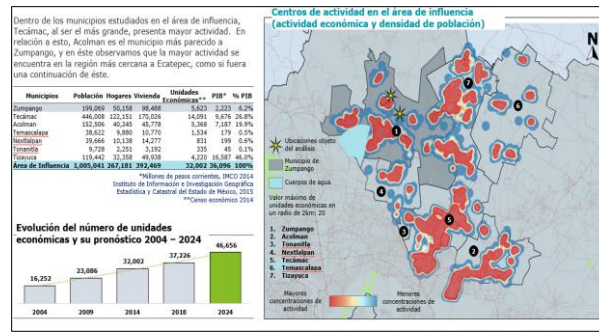 Dentro de los municipios estudiados en el área de influencia,
Tecámac, al ser el más grande, presenta mayor actividad. En
relación a esto, Acolman es el municipio más parecido a
Zumpango, y en éste observamos que la mayor actividad se
encuentra en la región más cercana a Ecatepec, como si fuera
una continuación de éste.
Municipios Población Hogares Vivienda Unidades Económicas** PIB* % PIB
Zumpango 199,069 50,158 98,488 5,623 2,223 6.2%
Tecámac 446,008 122,151 170,026 14,091 9,676 26.8%
Acolman 152,506 40,245 45,778 5,368 7,187 19.9%
Temascalapa 38,622 9,880 10,770 1,534 179 0.5%
Nextlalpan 39,666 10,138 14,277 831 199 0.6%
Tonanitla 9,728 2,251 3,192 335 45 0.1%
Tizayuca 119,442 32,358 49,938 4,220 16,587 46.0%
Área de Influencia 1,005,041 267,181 392,469 32,002 36,096 100%
*Millones de pesos corrientes, IMCO 2014
Instituto de Información e Investigación Geográfica
Estadística y Catastral del Estado de México, 2015
**Censo económico 2014
Evolución del número de unidades
económicas y su pronóstico 2004 – 2024
16,252 23,086 32,002 37,226 46,656
2004 2009 2014 2018 2024
Centros de actividad en el área de influencia
(actividad económica y densidad de población)
N
1 2 3 4 5 6 7
Ubicaciones objeto
del análisis
Municipio de
Zumpango
Cuerpos de agua
Valor máximo de
unidades económicas en
un radio de 2km: 20
1. Zumpango
2. Acolman
3. Tonanitla
4. Nextlalpan
5. Tecámac
6. Temascalapa
7. Tizayuca
Mayores
concentraciones de
actividad
Menores
concentraciones de
actividad